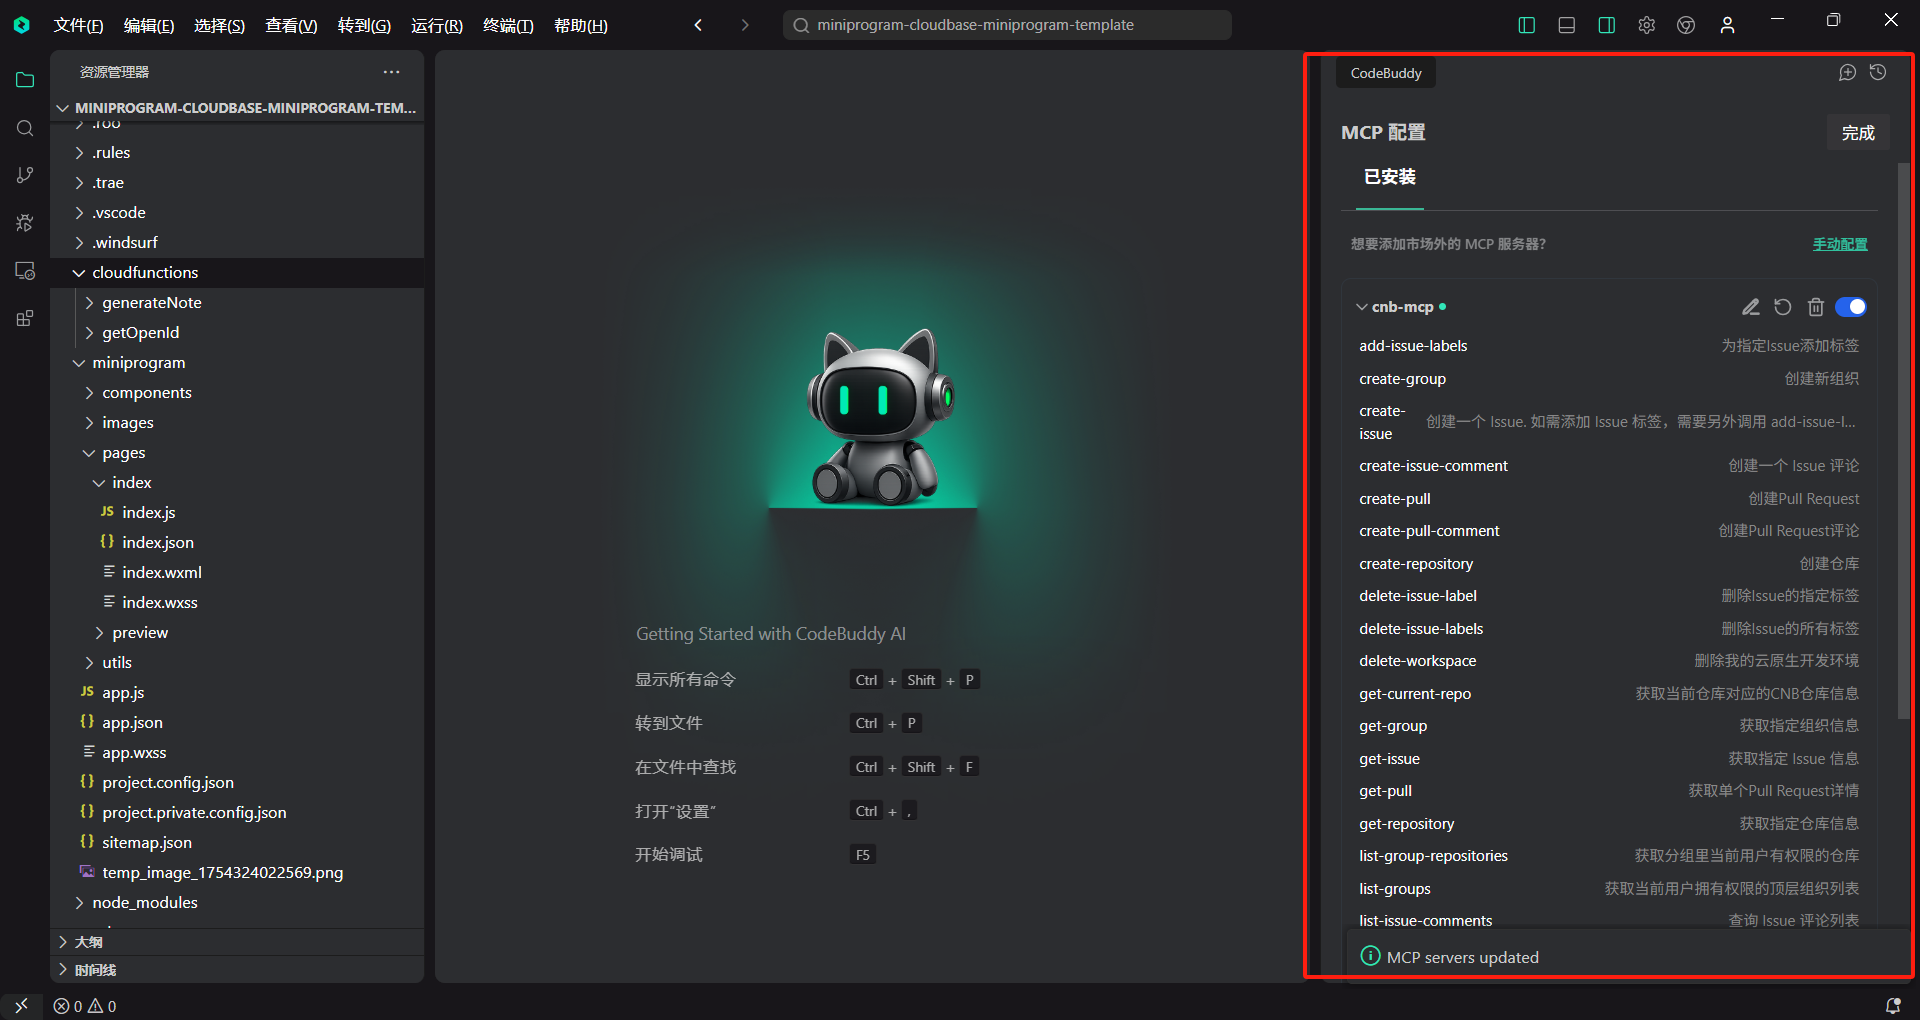 文件(F) 编辑(E) 选择(S) 查看(V) 转到(G) 运行(R) 终端(T) 帮助(H)
miniprogram-cloudbase-miniprogram-template
资源管理器
MINIPROGRAM-CLOUDBASE-MINIPROGRAM-TEM...
.roo
.rules
.trae
.vscode
.windsurf
cloudfunctions
generateNote
getOpenId
miniprogram
components
images
pages
index
JS index.js
{} index.json
index.wxml
index.wxss
preview
utils
JS app.js
{} app.json
app.wxss
{} project.config.json
{} project.private.config.json
{} sitemap.json
temp_image_1754324022569.png
node_modules
大纲
时间线
0 0
Getting Started with CodeBuddy AI
显示所有命令 Ctrl + Shift + P
转到文件 Ctrl + P
在文件中查找 Ctrl + Shift + F
打开“设置” Ctrl + ,
开始调试 F5
CodeBuddy
MCP 配置
完成
已安装
想要添加市场外的 MCP 服务器?
手动配置
cnb-mcp
add-issue-labels 为指定Issue添加标签
create-group 创建新组织
create-issue 创建一个 Issue. 如需添加 Issue 标签，需要另外调用 add-issue-l...
create-issue-comment 创建一个 Issue 评论
create-pull 创建Pull Request
create-pull-comment 创建Pull Request评论
create-repository 创建仓库
delete-issue-label 删除Issue的指定标签
delete-issue-labels 删除Issue的所有标签
delete-workspace 删除我的云原生开发环境
get-current-repo 获取当前仓库对应的CNB仓库信息
get-group 获取指定组织信息
get-issue 获取指定 Issue 信息
get-pull 获取单个Pull Request详情
get-repository 获取指定仓库信息
list-group-repositories 获取分组里当前用户有权限的仓库
list-groups 获取当前用户拥有权限的顶层组织列表
list-issue-comments 查询 Issue 评论列表
MCP servers updated